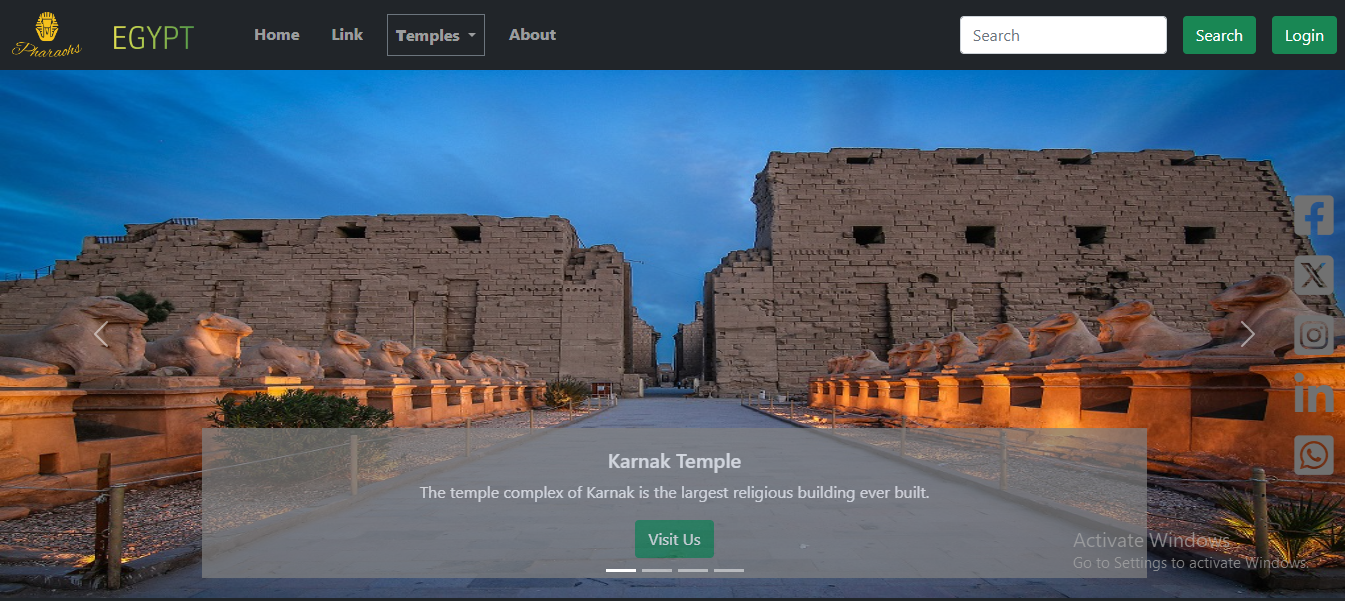 Pharaohs
EGYPT
Home
Link
Temples
About
Search
Search
Login
Karnak Temple
The temple complex of Karnak is the largest religious building ever built.
Visit Us
Activate Windows
Go to Settings to activate Windows.